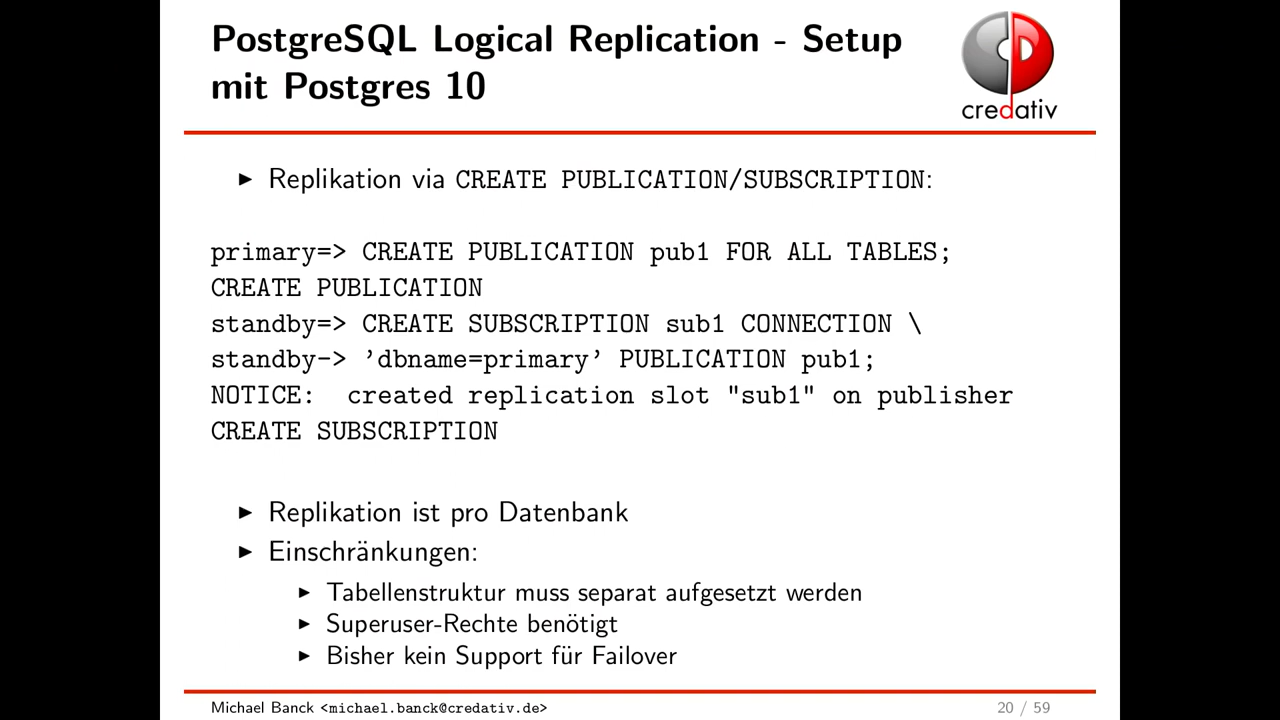 PostgreSQL Logical Replication - Setup
mit Postgres 10
credativ
► Replikation via CREATE PUBLICATION/SUBSCRIPTION:
primary=> CREATE PUBLICATION pub1 FOR ALL TABLES;
CREATE PUBLICATION
standby=> CREATE SUBSCRIPTION sub1 CONNECTION \
standby-> ’dbname=primary’ PUBLICATION pub1;
NOTICE:  created replication slot "sub1" on publisher
CREATE SUBSCRIPTION
► Replikation ist pro Datenbank
► Einschränkungen:
► Tabellenstruktur muss separat aufgesetzt werden
► Superuser-Rechte benötigt
► Bisher kein Support für Failover
Michael Banck <michael.banck@credativ.de>
20 / 59